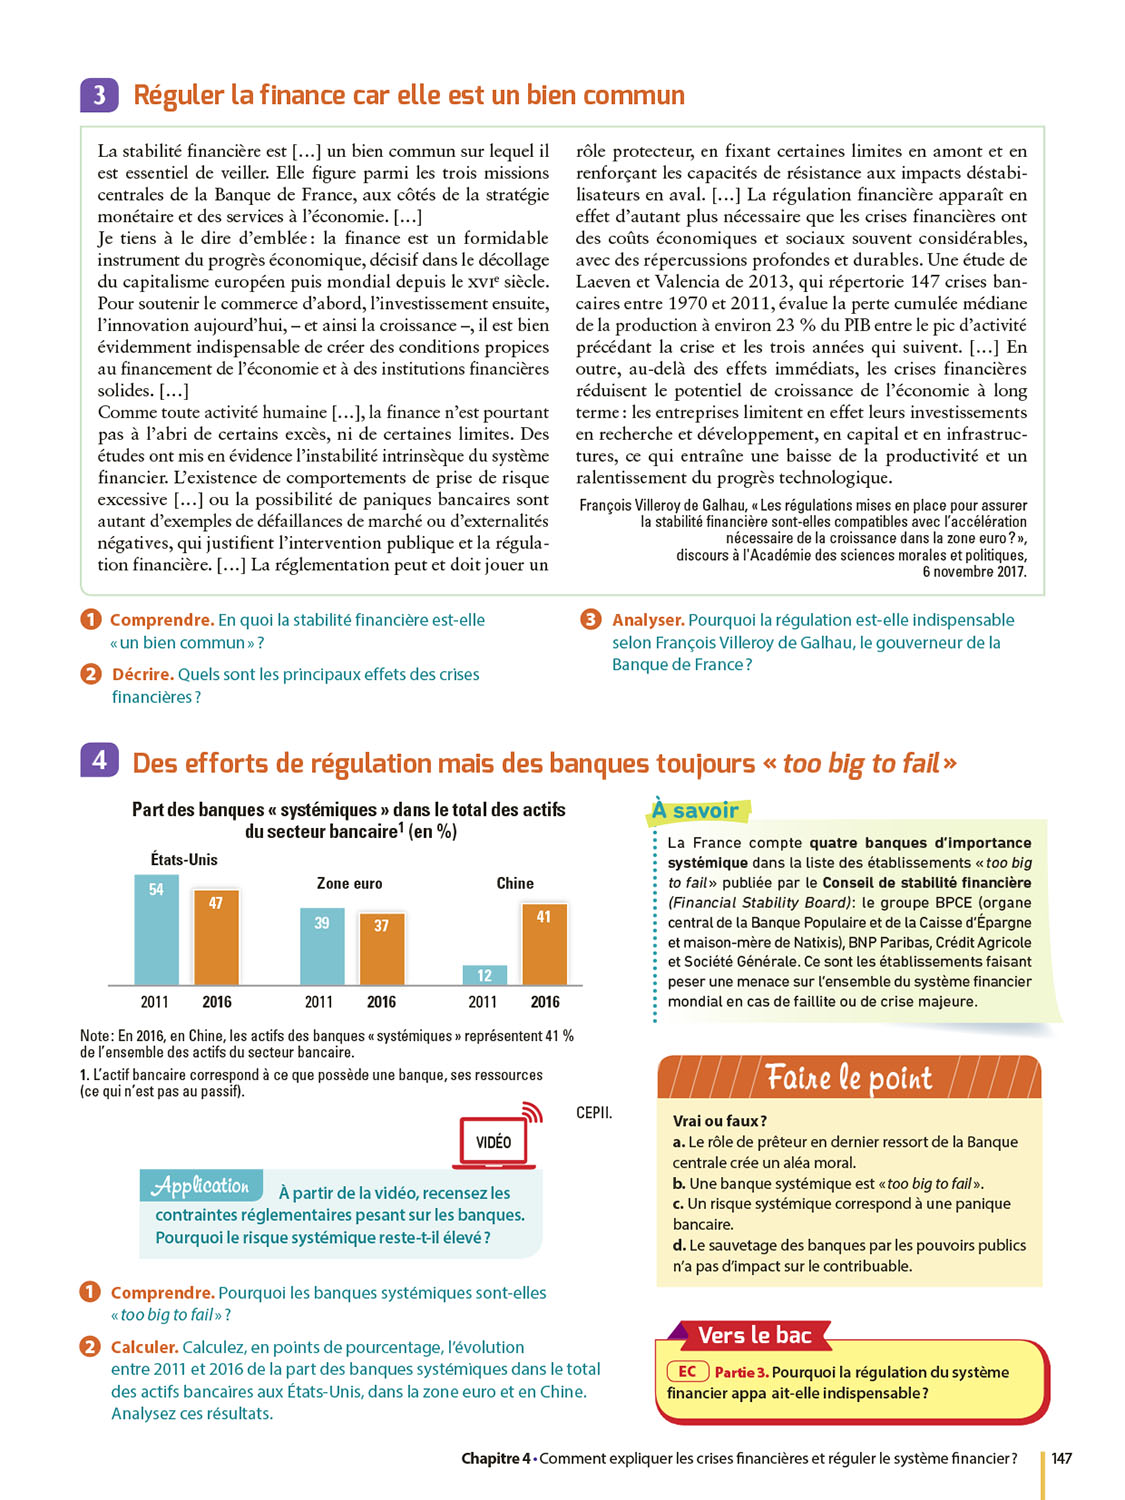 3 Réguler la finance car elle est un bien commun
La stabilité financière est […] un bien commun sur lequel il
est essentiel de veiller. Elle figure parmi les trois missions
centrales de la Banque de France, aux côtés de la stratégie
monétaire et des services à l’économie. […]
Je tiens à le dire d’emblée : la finance est un formidable
instrument du progrès économique, décisif dans le décollage
du capitalisme européen puis mondial depuis le XVIe siècle.
Pour soutenir le commerce d’abord, l’investissement ensuite,
l’innovation aujourd’hui, – et ainsi la croissance –, il est bien
évidemment indispensable de créer des conditions propices
au financement de l’économie et à des institutions financières
solides. […]
Comme toute activité humaine […], la finance n’est pourtant
pas à l’abri de certains excès, ni de certaines limites. Des
études ont mis en évidence l’instabilité intrinsèque du système
financier. L’existence de comportements de prise de risque
excessive […] ou la possibilité de paniques bancaires sont
autant d’exemples de défaillances de marché ou d’externalités
négatives, qui justifient l’intervention publique et la régula-
tion financière. […] La réglementation peut et doit jouer un
rôle protecteur, en fixant certaines limites en amont et en
renforçant les capacités de résistance aux impacts déstabi-
lisateurs en aval. […] La régulation financière apparaît en
effet d’autant plus nécessaire que les crises financières ont
des coûts économiques et sociaux souvent considérables,
avec des répercussions profondes et durables. Une étude de
Laeven et Valencia de 2013, qui répertorie 147 crises ban-
caires entre 1970 et 2011, évalue la perte cumulée médiane
de la production à environ 23 % du PIB entre le pic d’activité
précédant la crise et les trois années qui suivent. […] En
outre, au-delà des effets immédiats, les crises financières
réduisent le potentiel de croissance de l’économie à long
terme : les entreprises limitent en effet leurs investissements
en recherche et développement, en capital et en infrastruc-
tures, ce qui entraîne une baisse de la productivité et un
ralentissement du progrès technologique.
François Villeroy de Galhau, « Les régulations mises en place pour assurer
la stabilité financière sont-elles compatibles avec l’accélération
nécessaire de la croissance dans la zone euro ? »,
discours à l'Académie des sciences morales et politiques,
6 novembre 2017.
1 Comprendre. En quoi la stabilité financière est-elle
« un bien commun » ?
2 Décrire. Quels sont les principaux effets des crises
financières ?
3 Analyser. Pourquoi la régulation est-elle indispensable
selon François Villeroy de Galhau, le gouverneur de la
Banque de France ?
4 Des efforts de régulation mais des banques toujours « too big to fail »
Part des banques « systémiques » dans le total des actifs
du secteur bancaire1 (en %)
États-Unis
Zone euro
Chine
54
47
39
37
12
41
2011 2016 2011 2016 2011 2016
Note : En 2016, en Chine, les actifs des banques « systémiques » représentent 41 %
de l’ensemble des actifs du secteur bancaire.
1. L’actif bancaire correspond à ce que possède une banque, ses ressources
(ce qui n’est pas au passif).
CEPII.
VIDÉO
Application
À partir de la vidéo, recensez les
contraintes réglementaires pesant sur les banques.
Pourquoi le risque systémique reste-t-il élevé ?
1 Comprendre. Pourquoi les banques systémiques sont-elles
« too big to fail » ?
2 Calculer. Calculez, en points de pourcentage, l’évolution
entre 2011 et 2016 de la part des banques systémiques dans le total
des actifs bancaires aux États-Unis, dans la zone euro et en Chine.
Analysez ces résultats.
À savoir
La France compte quatre banques d’importance
systémique dans la liste des établissements « too big
to fail » publiée par le Conseil de stabilité financière
(Financial Stability Board) : le groupe BPCE (organe
central de la Banque Populaire et de la Caisse d’Épargne
et maison-mère de Natixis), BNP Paribas, Crédit Agricole
et Société Générale. Ce sont les établissements faisant
peser une menace sur l’ensemble du système financier
mondial en cas de faillite ou de crise majeure.
Faire le point
Vrai ou faux ?
a. Le rôle de prêteur en dernier ressort de la Banque
centrale crée un aléa moral.
b. Une banque systémique est « too big to fail ».
c. Un risque systémique correspond à une panique
bancaire.
d. Le sauvetage des banques par les pouvoirs publics
n’a pas d’impact sur le contribuable.
Vers le bac
EC Partie 3. Pourquoi la régulation du système
financier appa ait-elle indispensable ?
Chapitre 4 • Comment expliquer les crises financières et réguler le système financier ? 147